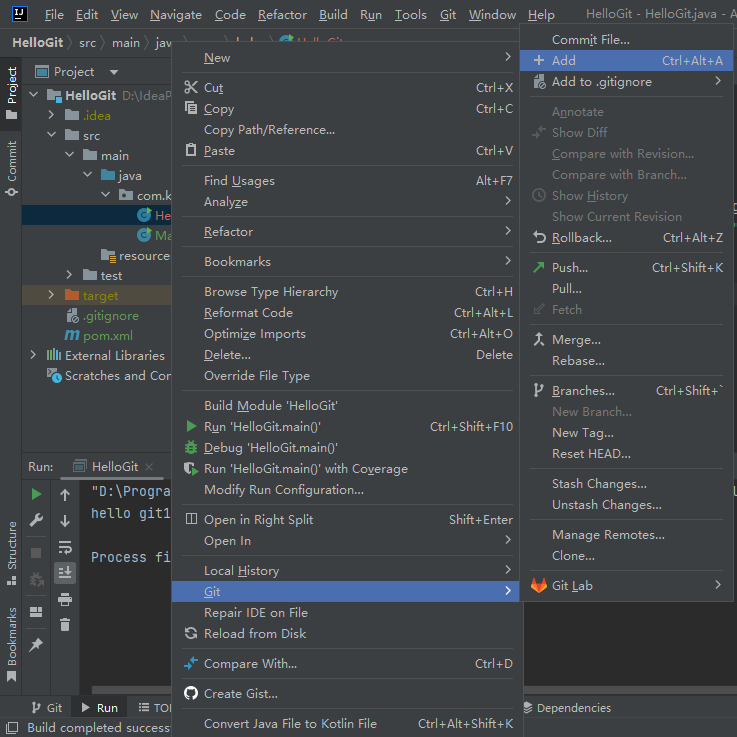 File Edit View Navigate Code Refactor Build Run Tools Git Window Help HelloGit - HelloGit.java - A
HelloGit src main
Project
HelloGit
.idea
src
main
java
com.k
He
Ma
resource
test
target
.gitignore
pom.xml
External Libraries
Scratches and Con
Project
Commit
Structure
Bookmarks
New
Cut Ctrl+X
Copy Ctrl+C
Copy Path/Reference...
Paste Ctrl+V
Find Usages Alt+F7
Analyze
Refactor
Bookmarks
Browse Type Hierarchy Ctrl+H
Reformat Code Ctrl+Alt+L
Optimize Imports Ctrl+Alt+O
Delete... Delete
Override File Type
Build Module 'HelloGit'
Run 'HelloGit.main()' Ctrl+Shift+F10
Debug 'HelloGit.main()'
Run 'HelloGit.main()' with Coverage
Modify Run Configuration...
Open in Right Split Shift+Enter
Open In
Local History
Git
Repair IDE on File
Reload from Disk
Compare With... Ctrl+D
Create Gist...
Convert Java File to Kotlin File Ctrl+Alt+Shift+K
Commit File...
Add Ctrl+Alt+A
Add to .gitignore
Annotate
Show Diff
Compare with Revision...
Compare with Branch...
Show History
Show Current Revision
Rollback... Ctrl+Alt+Z
Push... Ctrl+Shift+K
Pull...
Fetch
Merge...
Rebase...
Branches... Ctrl+Shift+`
New Branch...
New Tag...
Reset HEAD...
Stash Changes...
Unstash Changes...
Manage Remotes...
Clone...
Git Lab
Run: HelloGit
"D:\Progra
hello git1
Process fi
Git Run TO Dependencies
Build completed success